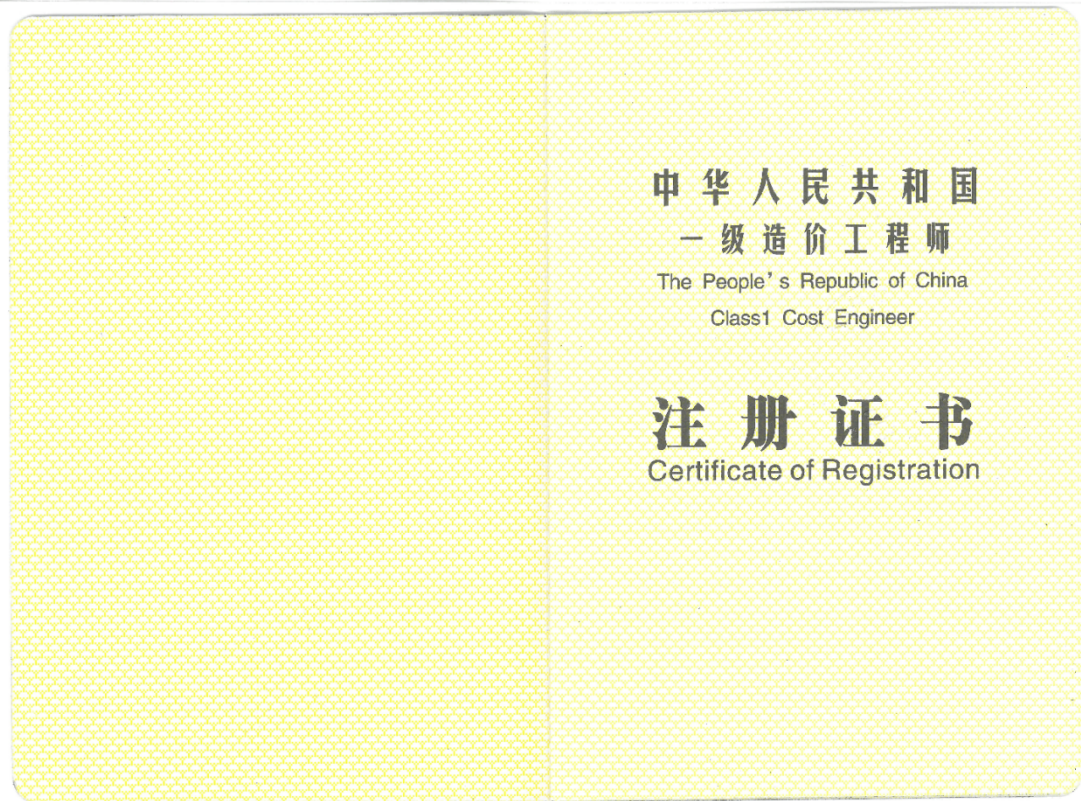 中华人民共和国
一级造价工程师
The People's Republic of China
Class1 Cost Engineer
注册证书
Certificate of Registration